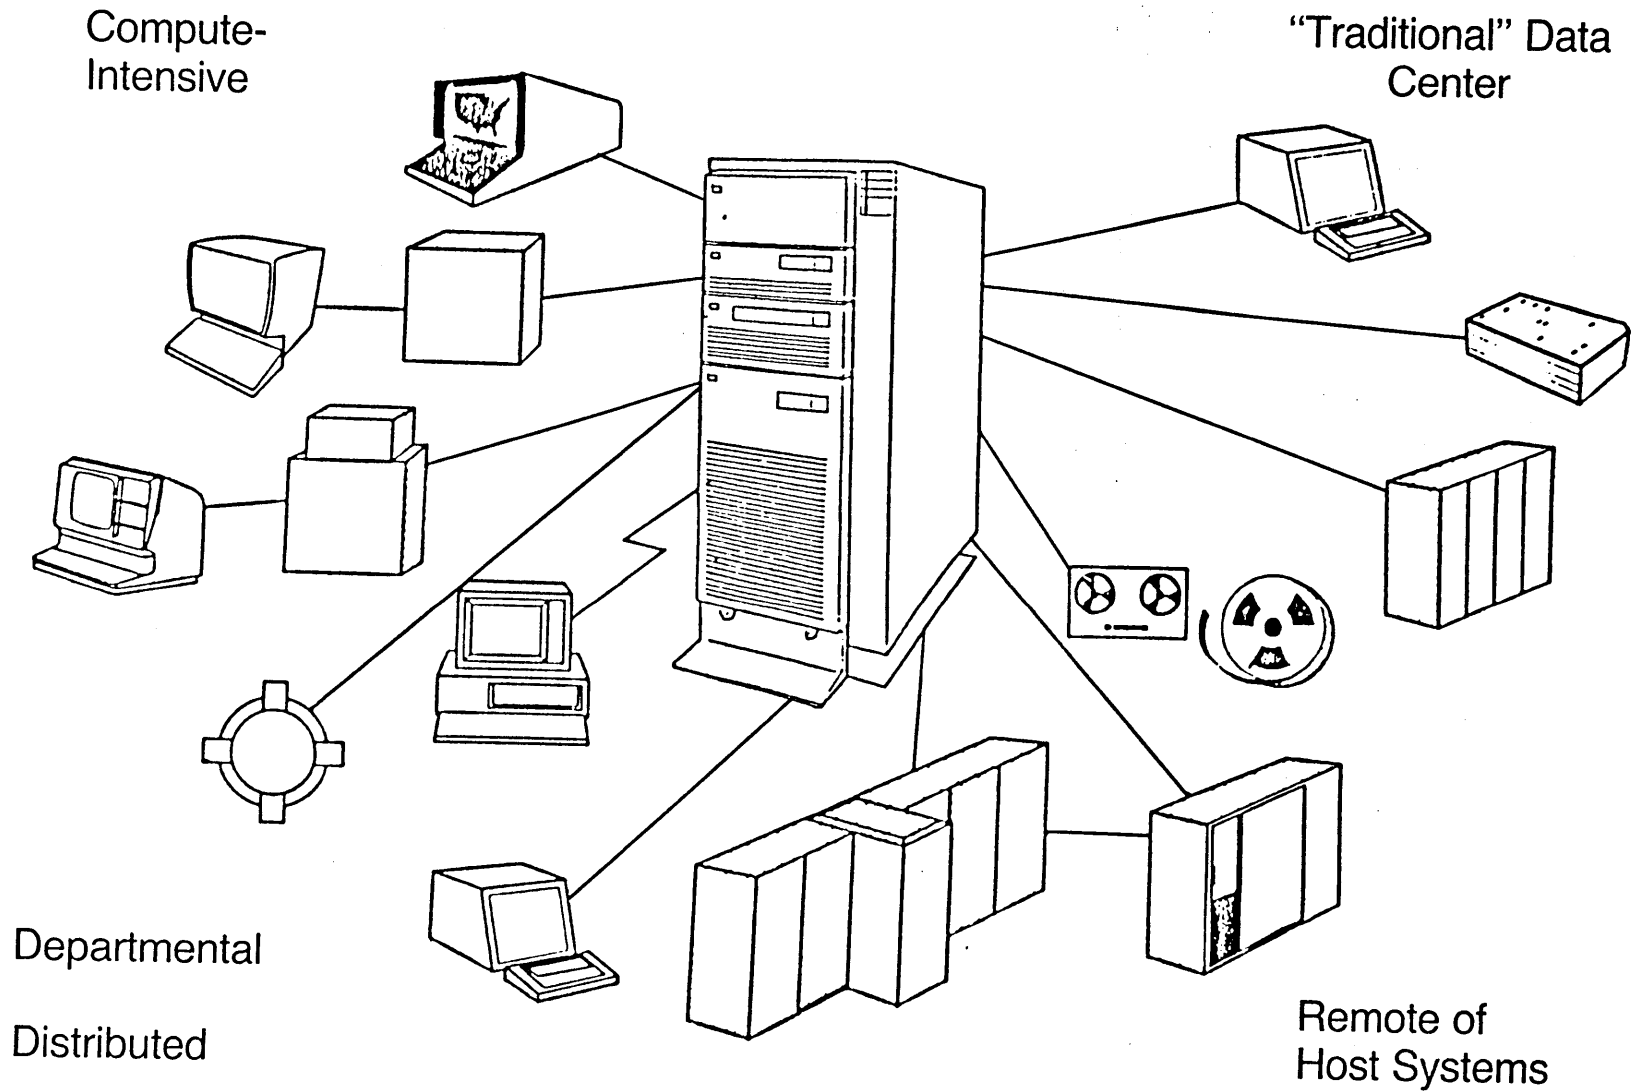 Compute-
Intensive
“Traditional” Data
Center
Departmental
Distributed
Remote of
Host Systems